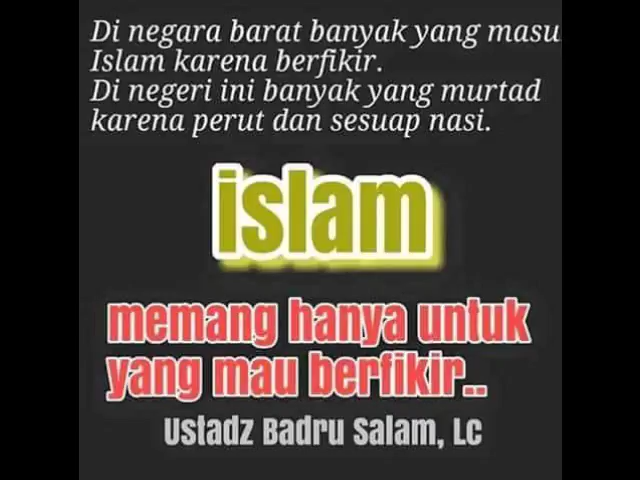 Di negara barat banyak yang masu
Islam karena berfikir.
Di negeri ini banyak yang murtad
karena perut dan sesuap nasi.
islam
memang hanya untuk
yang mau berfikir..
Ustadz Badru Salam, Lc